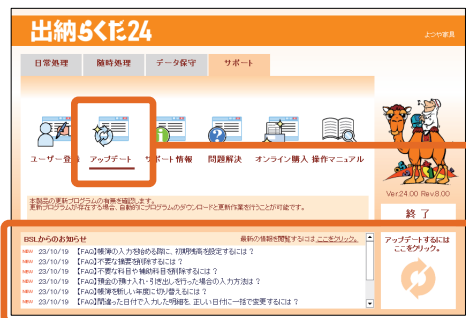 出納らくだ24
よつや家具
日常処理 随時処理 データ保守 サポート
ユーザー登録 アップデート サポート情報 問題解決 オンライン購入 操作マニュアル
Ver.24.00 Rev.8.00
本製品の更新プログラムの有無を確認します。
更新プログラムが存在する場合、自動的にプログラムのダウンロードと更新作業を行うことが可能です。
終了
BSLからのお知らせ 最新の情報を閲覧するには ここをクリック。
NEW 23/10/19 【FAQ】帳簿の入力を始める際に、初期残高を設定するには？
NEW 23/10/19 【FAQ】不要な摘要を削除するには？
NEW 23/10/19 【FAQ】不要な科目や補助科目を削除するには？
NEW 23/10/19 【FAQ】預金の預け入れ・引き出しを行った場合の入力方法は？
NEW 23/10/19 【FAQ】帳簿を新しい年度に切り替えるには？
NEW 23/10/19 【FAQ】間違った日付で入力した明細を、正しい日付に一括で変更するには？
アップデートするには
ここをクリック。